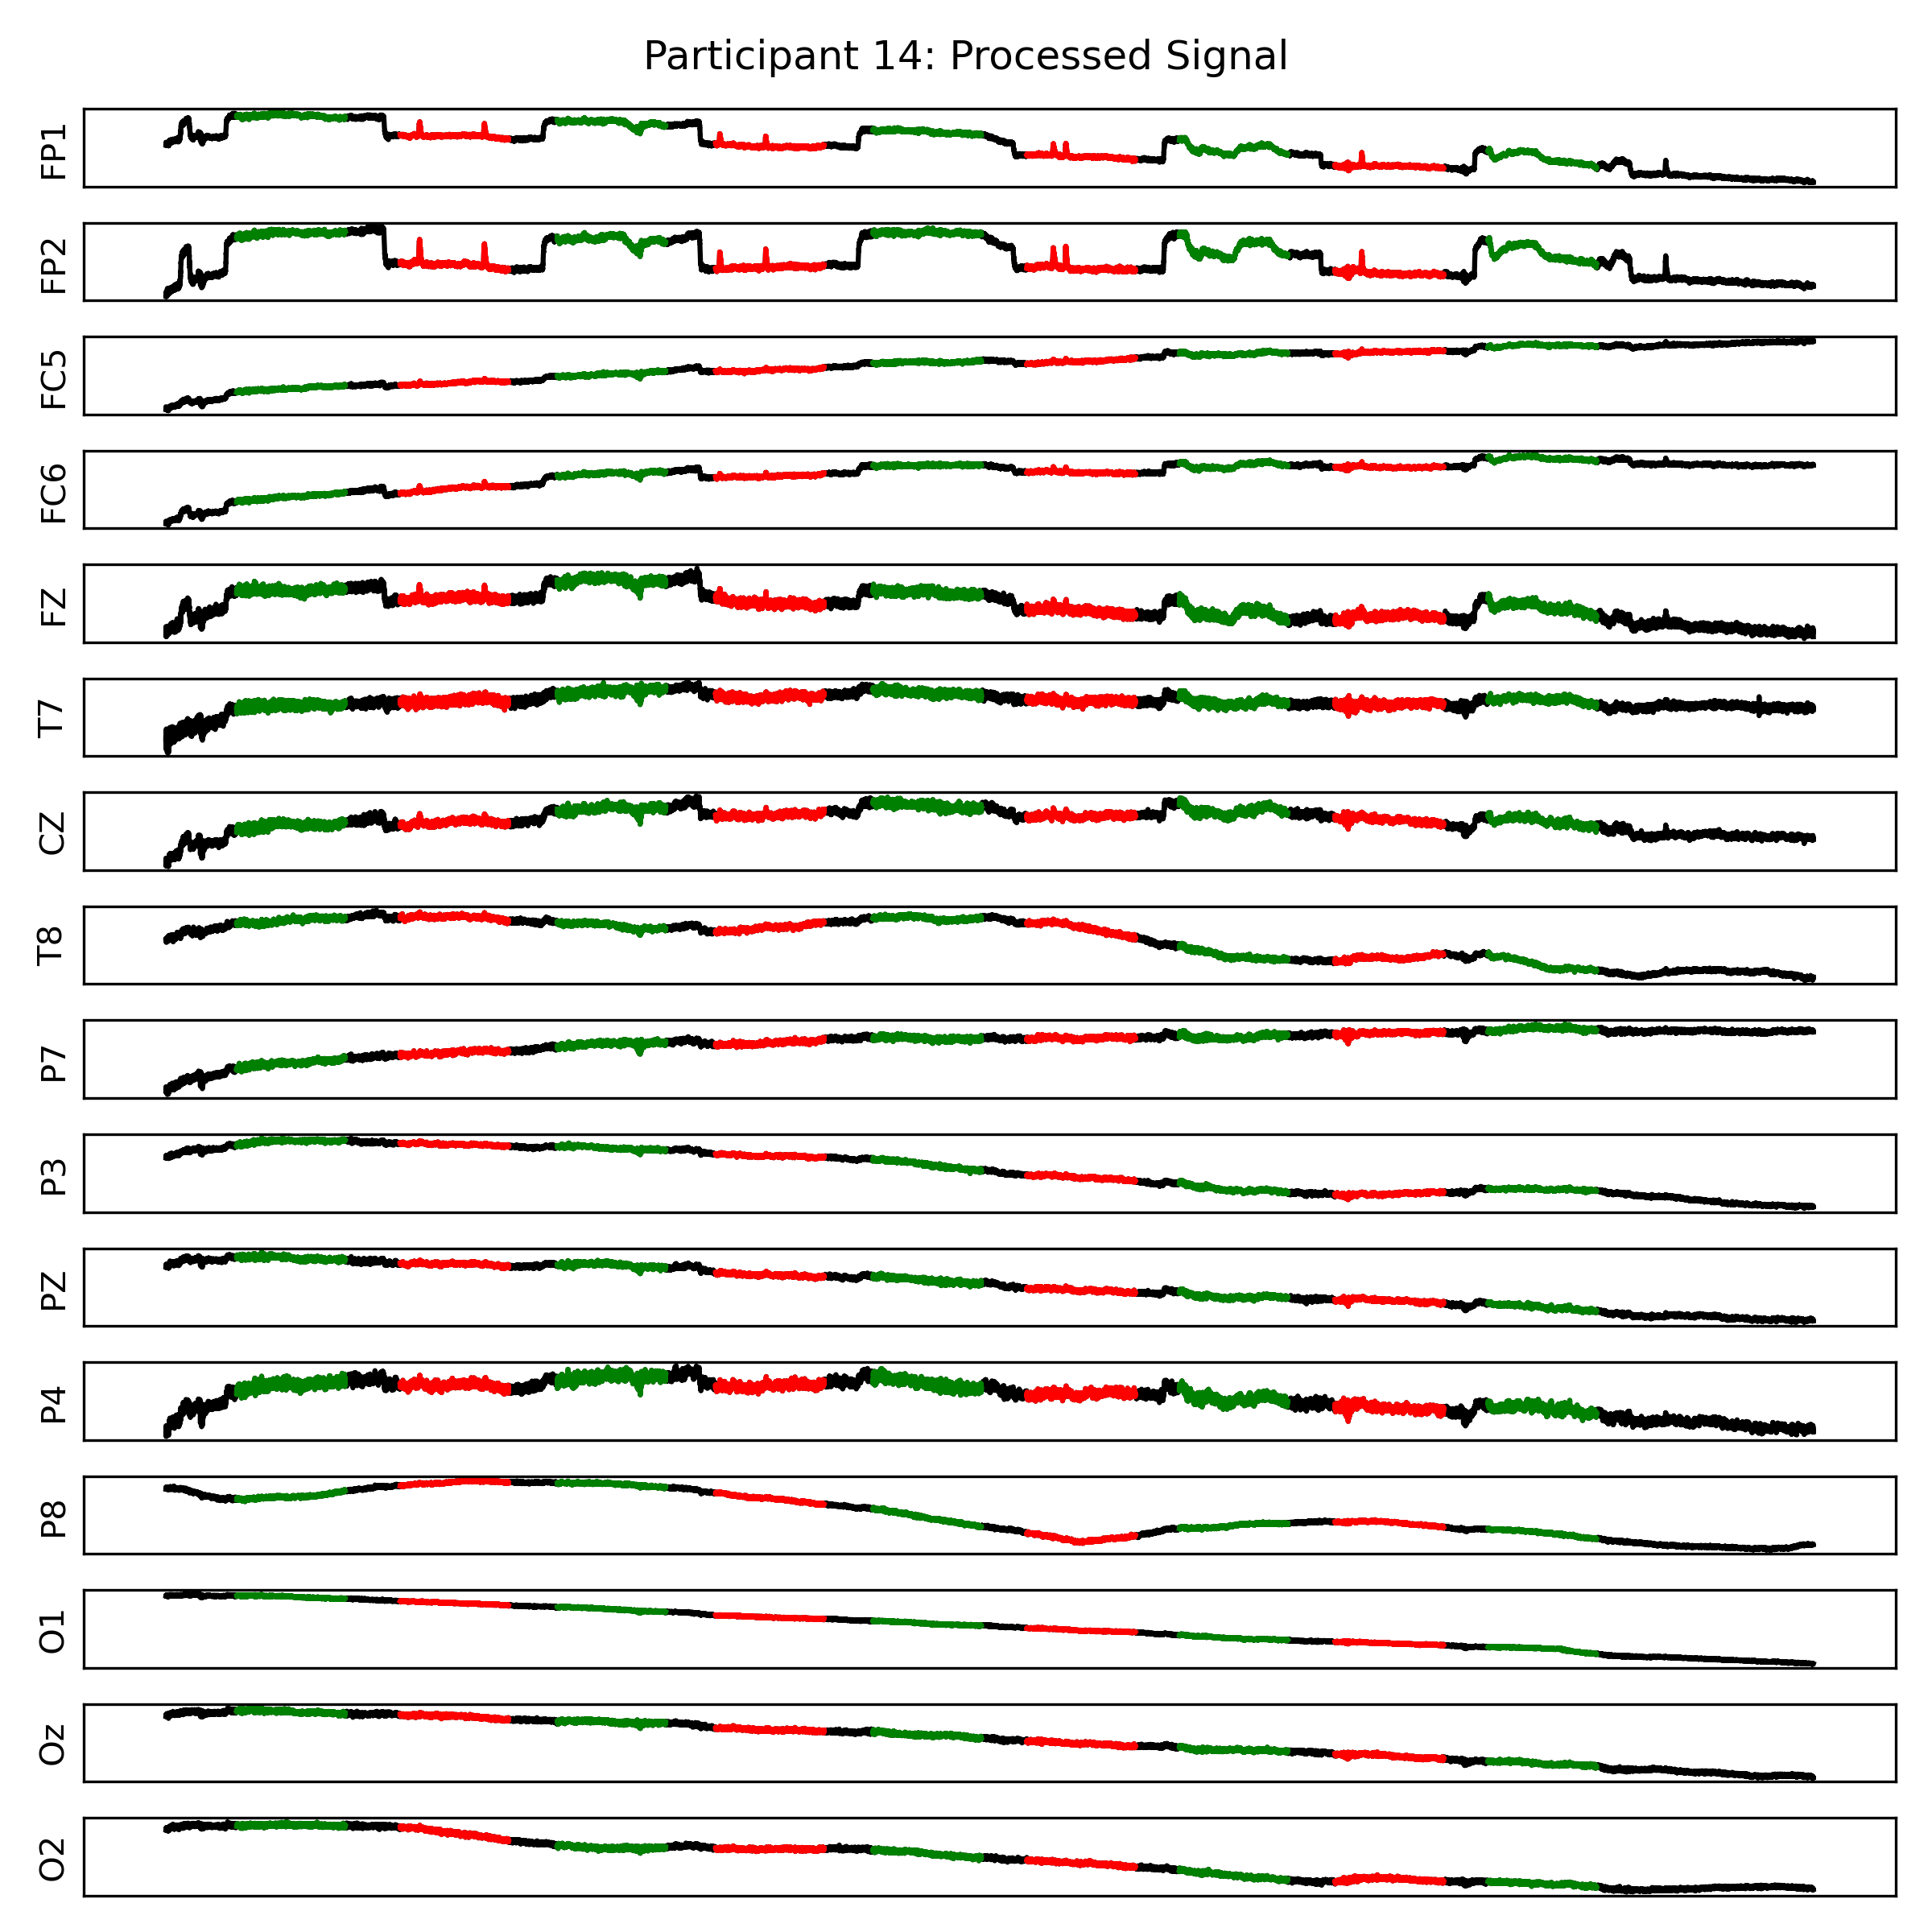 Participant 14: Processed Signal
FP1
FP2
FC5
FC6
FZ
T7
CZ
T8
P7
P3
PZ
P4
P8
O1
Oz
O2